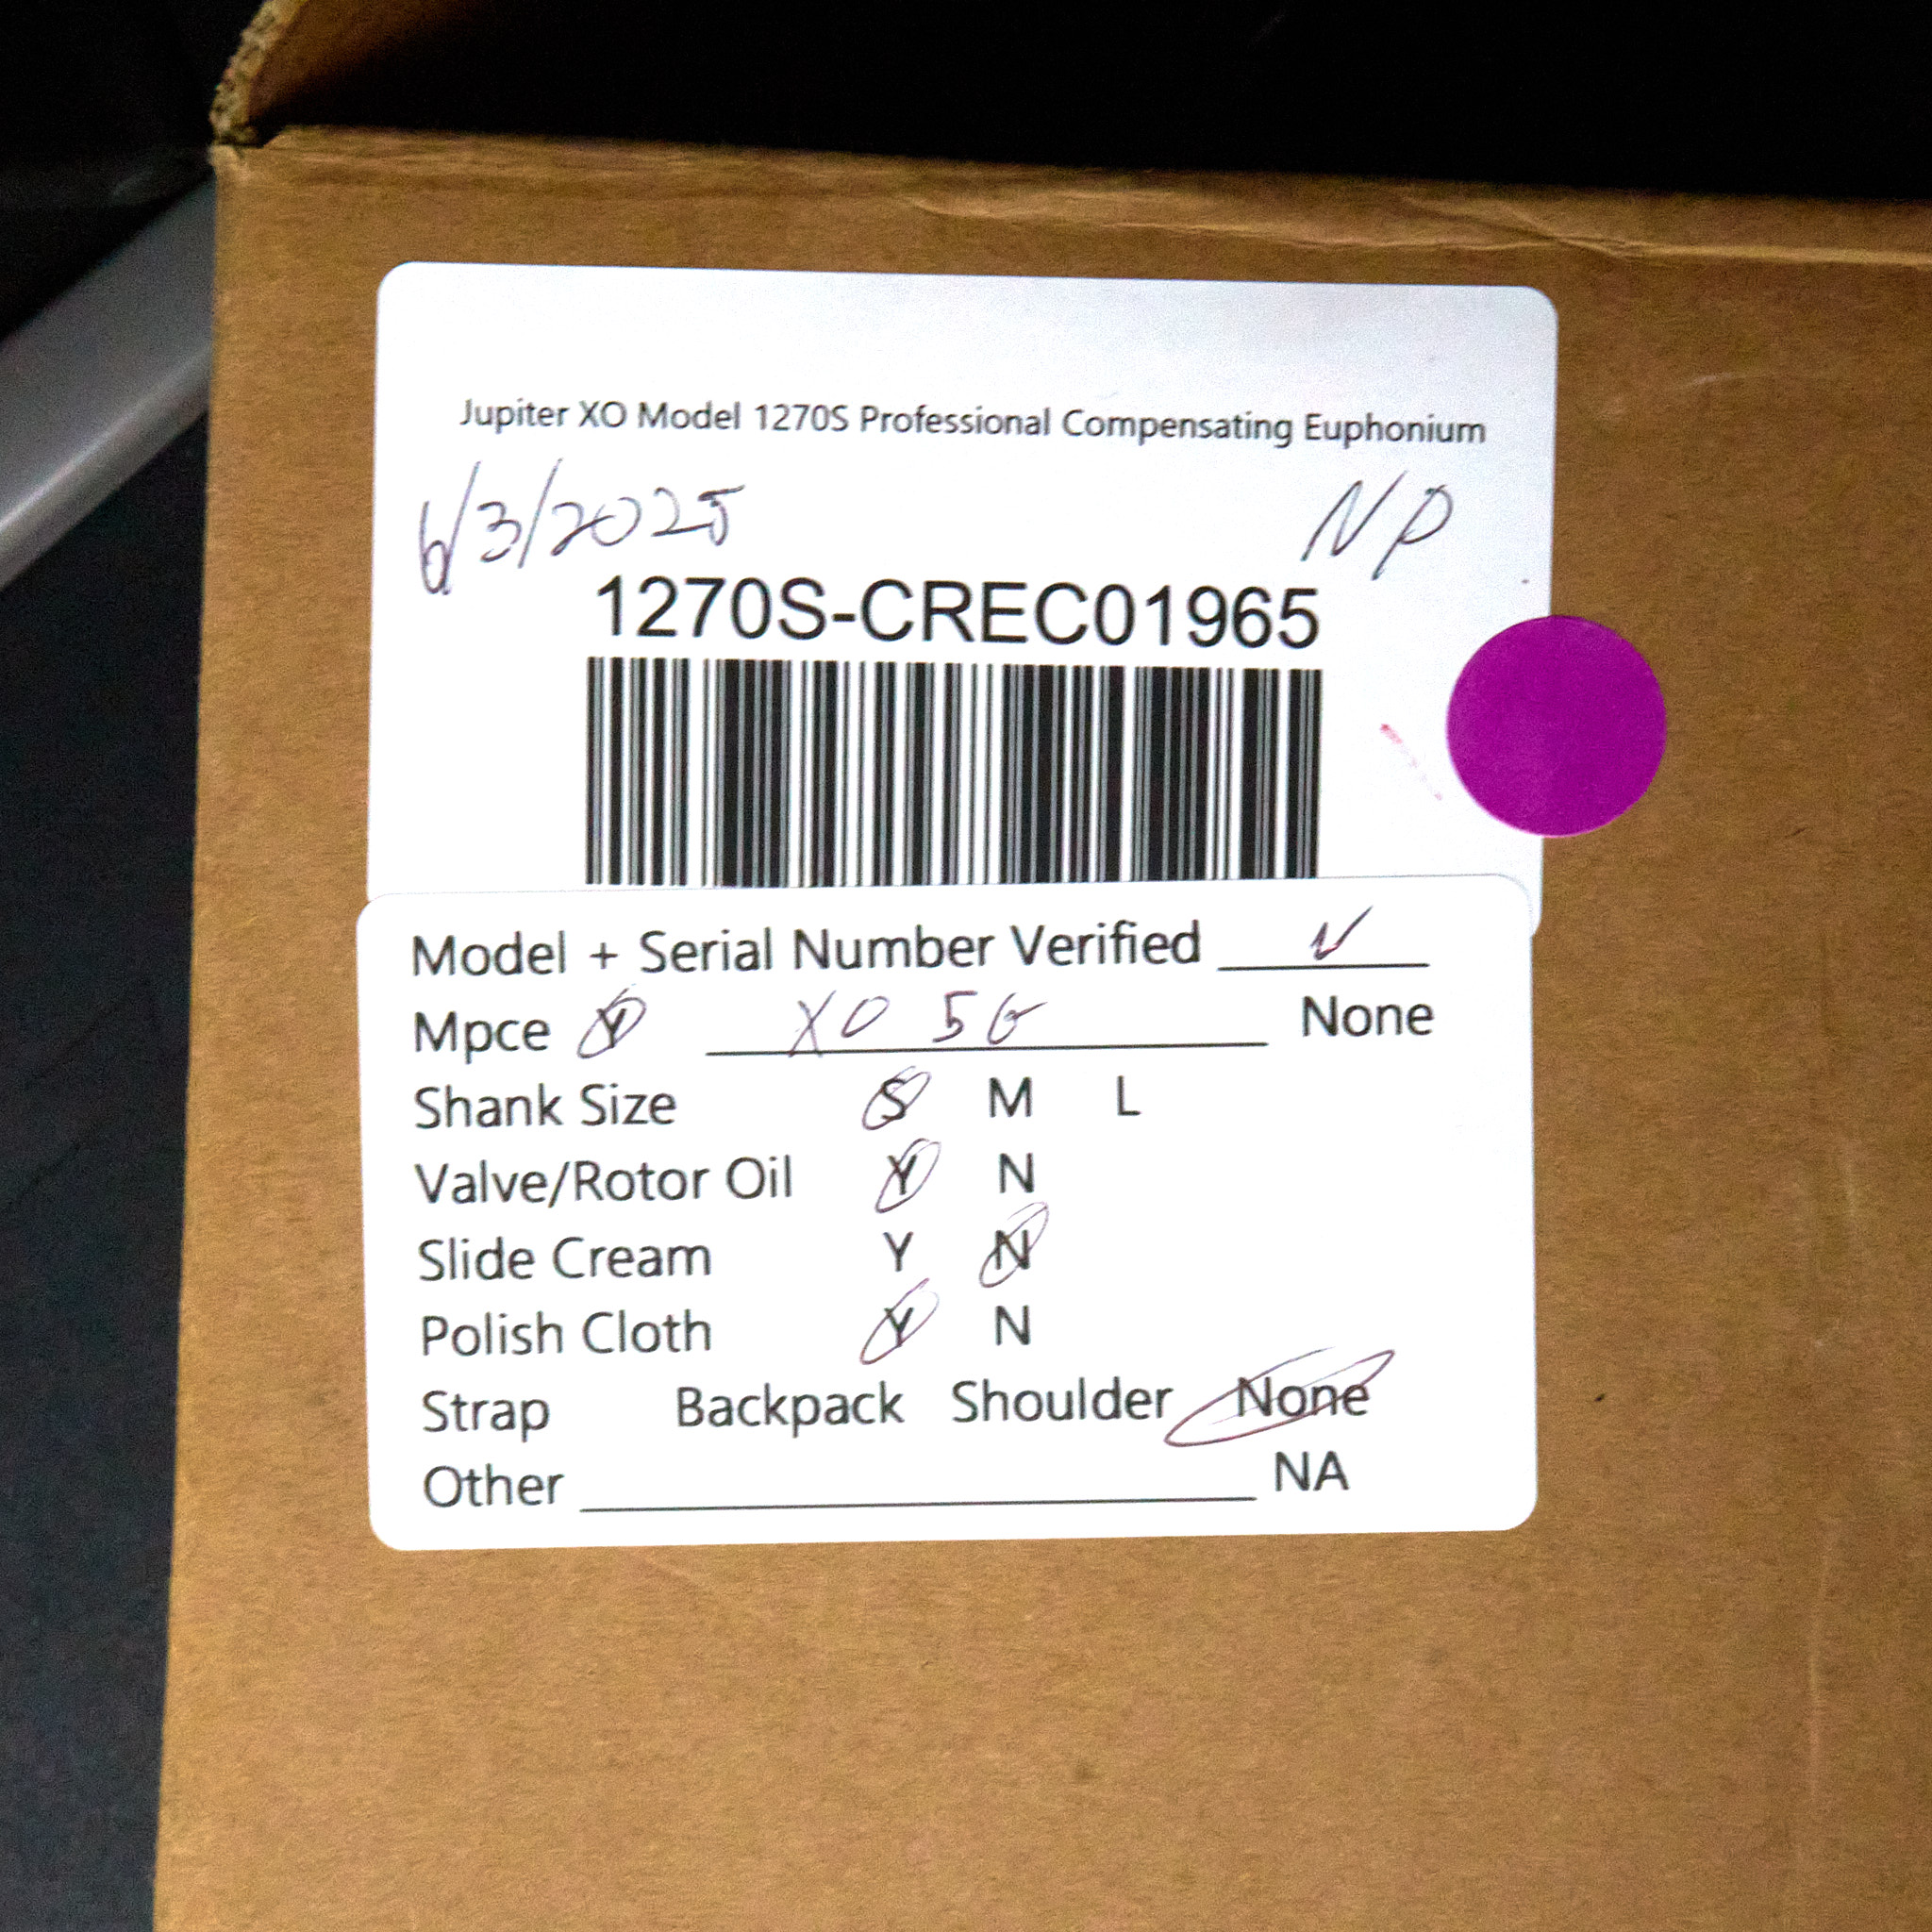 Jupiter XO Model 1270S Professional Compensating Euphonium
6/3/2025 NP
1270S-CREC01965
Model + Serial Number Verified ✓
Mpce Y XO 5G None
Shank Size S M L
Valve/Rotor Oil Y N
Slide Cream Y N
Polish Cloth Y N
Strap Backpack Shoulder None
Other NA